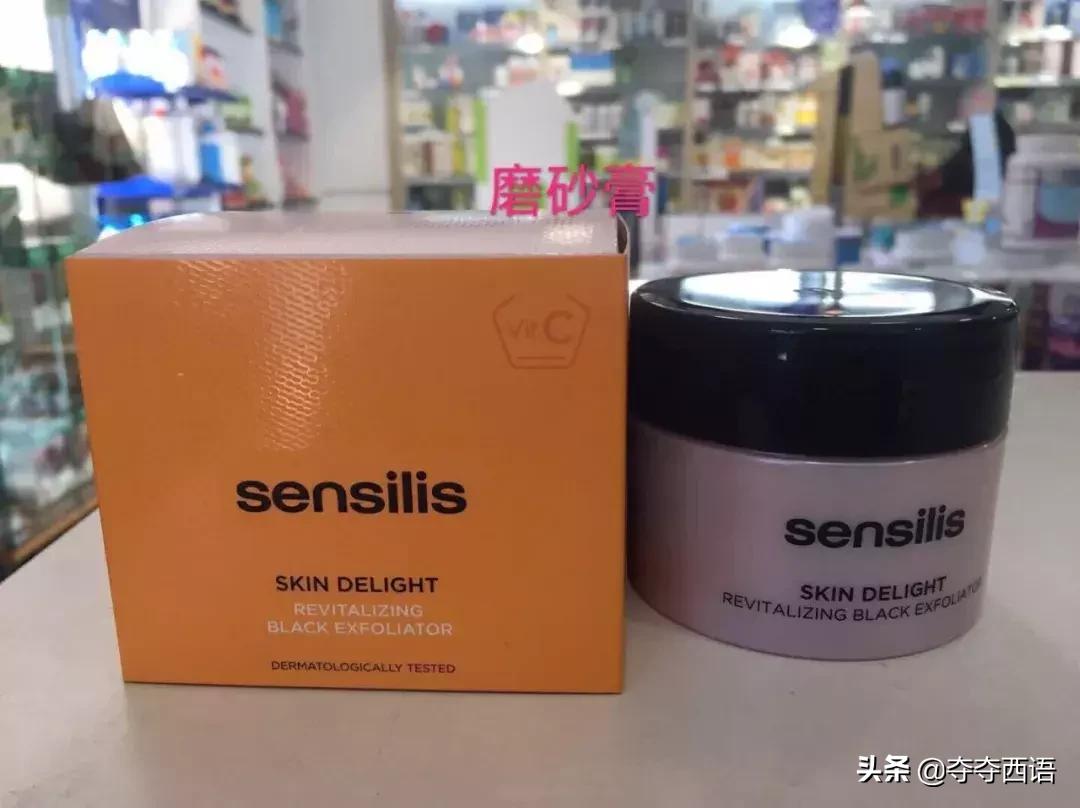 磨砂膏
Vit C
sensilis
SKIN DELIGHT
REVITALIZING
BLACK EXFOLIATOR
DERMATOLOGICALLY TESTED
sensilis
SKIN DELIGHT
REVITALIZING BLACK EXFOLIATOR
头条 @夺夺西语